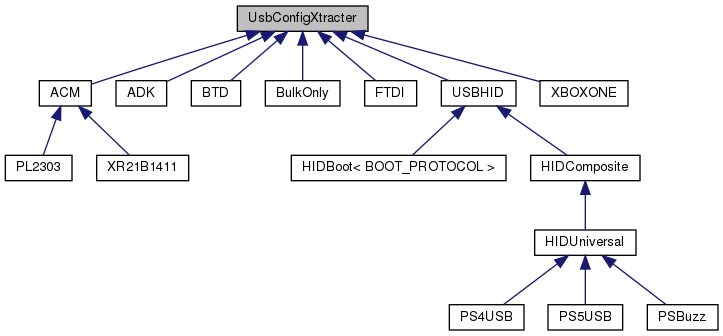 UsbConfigXtracter
ACM
ADK
BTD
BulkOnly
FTDI
USBHID
XBOXONE
PL2303
XR21B1411
HIDBoot< BOOT_PROTOCOL >
HIDComposite
HIDUniversal
PS4USB
PS5USB
PSBuzz